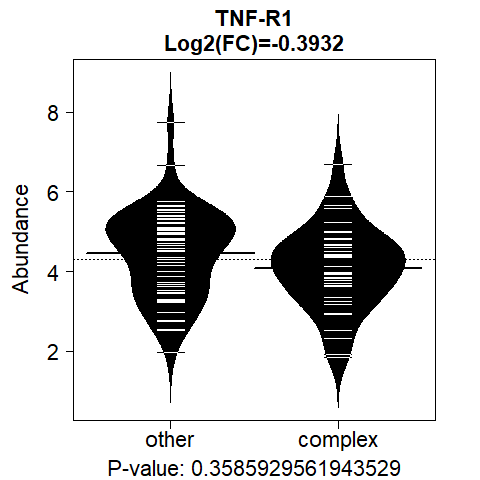 TNF-R1
Log2(FC)=-0.3932
Abundance
8
6
4
2
other complex
P-value: 0.3585929561943529